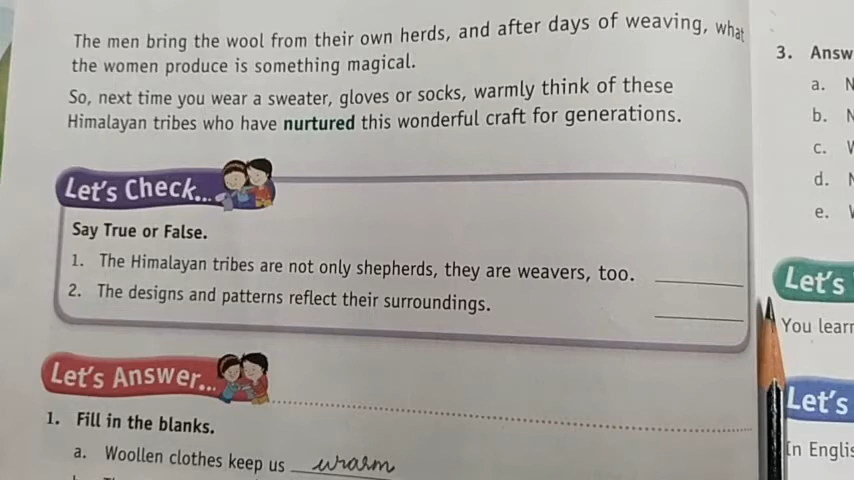 The men bring the wool from their own herds, and after days of weaving, what
the women produce is something magical.
So, next time you wear a sweater, gloves or socks, warmly think of these
Himalayan tribes who have nurtured this wonderful craft for generations.
Let's Check...
Say True or False.
1. The Himalayan tribes are not only shepherds, they are weavers, too.
2. The designs and patterns reflect their surroundings.
Let's Answer...
1. Fill in the blanks.
a. Woollen clothes keep us warm
3. Answ
a. N
b. N
c.
d.
e.
Let's
You learn
Let's
In Englis